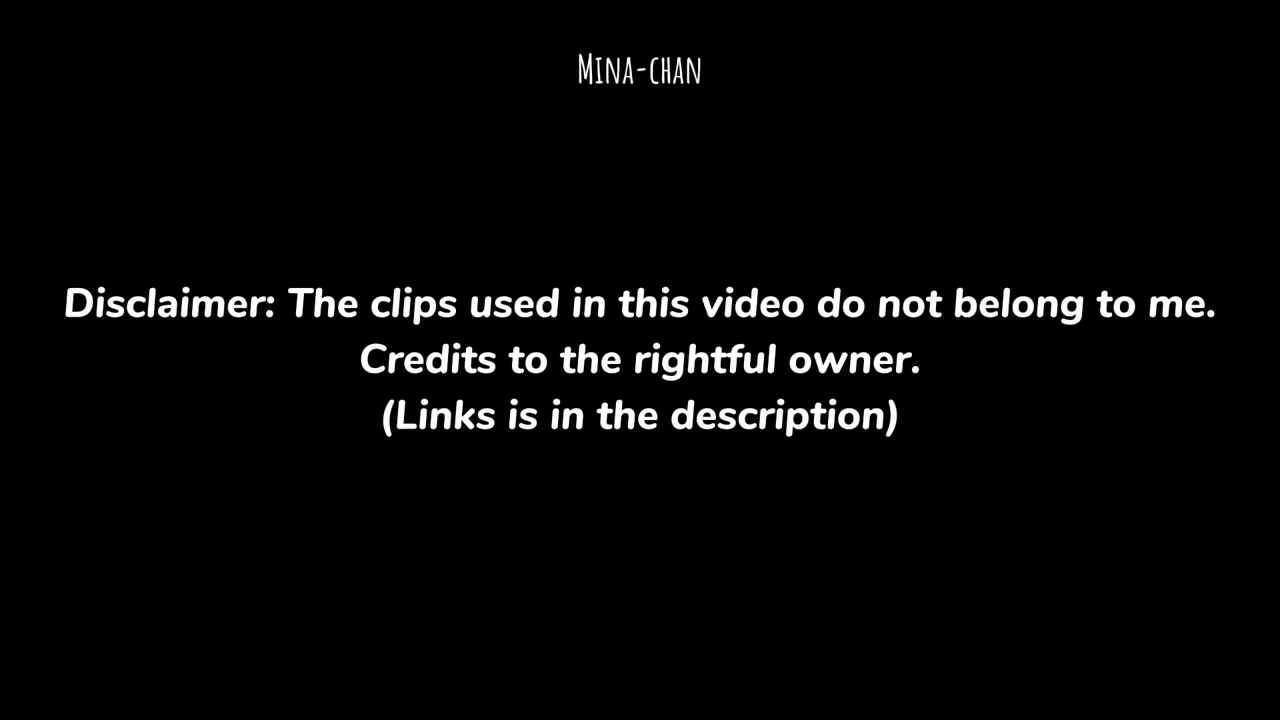 Mina-chan
Disclaimer: The clips used in this video do not belong to me.
Credits to the rightful owner.
(Links is in the description)